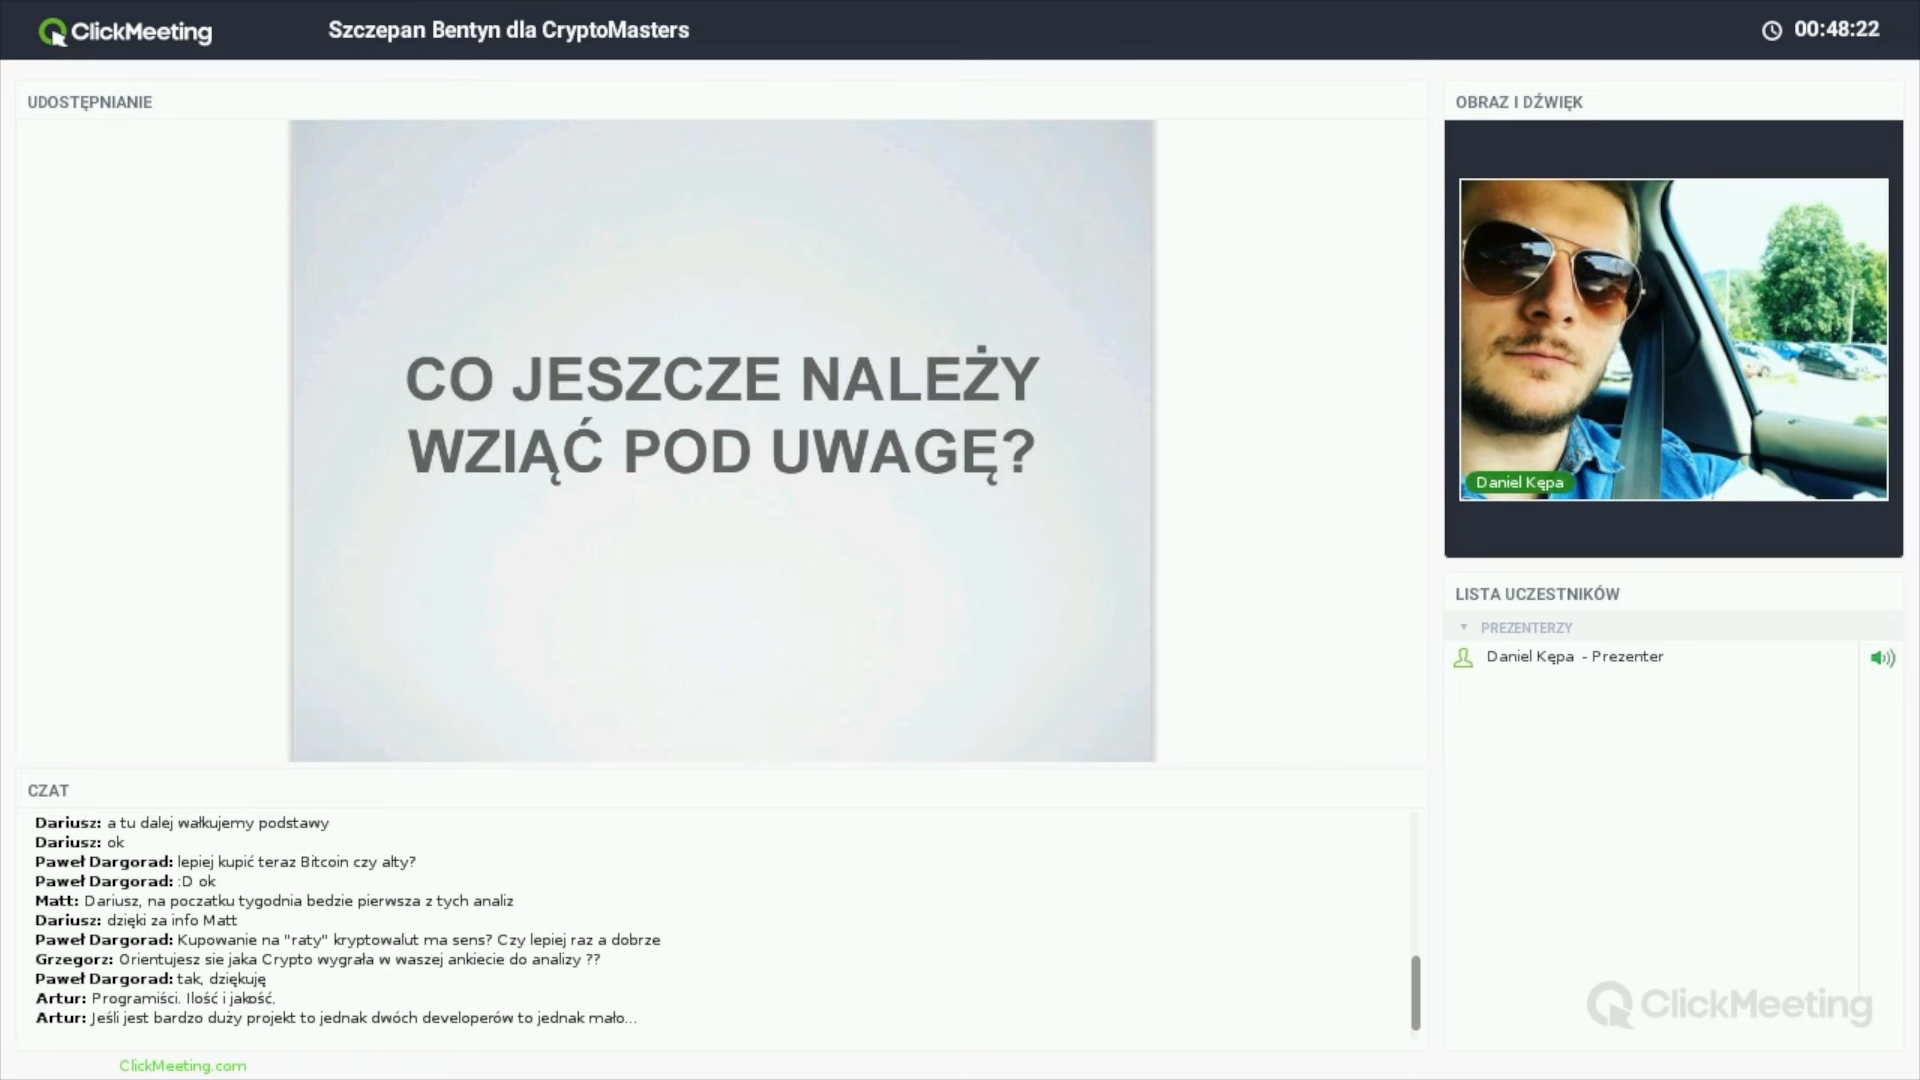 ClickMeeting
Szczepan Bentyn dla CryptoMasters
00:48:22
UDOSTĘPNIANIE
CO JESZCZE NALEŻY
WZIĄĆ POD UWAGĘ?
OBRAZ I DŹWIĘK
Daniel Kępa
LISTA UCZESTNIKÓW
PREZENTERZY
Daniel Kępa - Prezenter
CZAT
Dariusz: a tu dalej wałkujemy podstawy
Dariusz: ok
Paweł Dargorad: lepiej kupić teraz Bitcoin czy alty?
Paweł Dargorad: :D ok
Matt: Dariusz, na poczatku tygodnia bedzie pierwsza z tych analiz
Dariusz: dzięki za info Matt
Paweł Dargorad: Kupowanie na "raty" kryptowalut ma sens? Czy lepiej raz a dobrze
Grzegorz: Orientujesz sie jaka Crypto wygrała w waszej ankiecie do analizy ??
Paweł Dargorad: tak, dziękuję
Artur: Programiści. Ilość i jakość.
Artur: Jeśli jest bardzo duży projekt to jednak dwóch developerów to jednak mało...
ClickMeeting
ClickMeeting.com